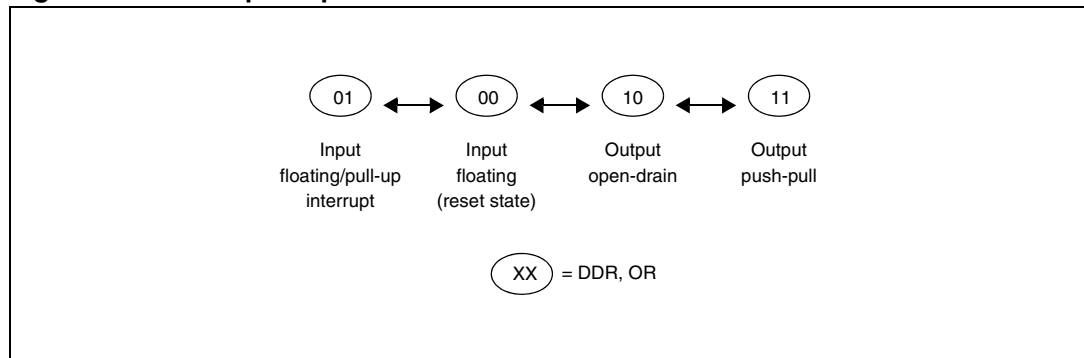 01
00
10
11
Input
floating/pull-up
interrupt
Input
floating
(reset state)
Output
open-drain
Output
push-pull
XX = DDR, OR